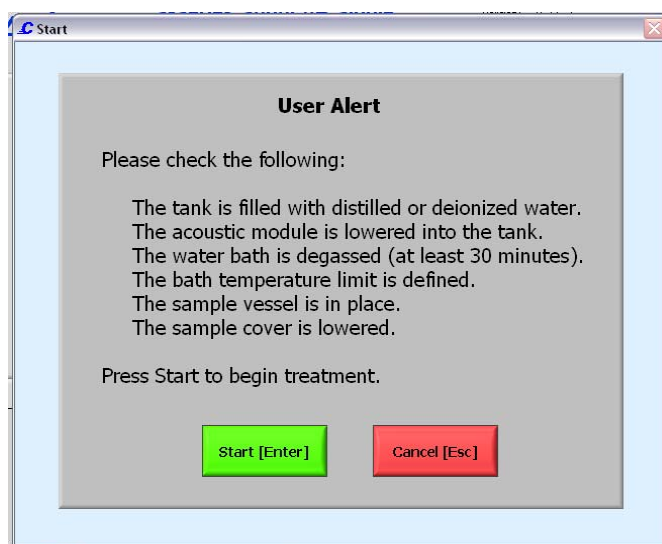 Start
User Alert
Please check the following:
The tank is filled with distilled or deionized water.
The acoustic module is lowered into the tank.
The water bath is degassed (at least 30 minutes).
The bath temperature limit is defined.
The sample vessel is in place.
The sample cover is lowered.
Press Start to begin treatment.
Start [Enter] Cancel [Esc]